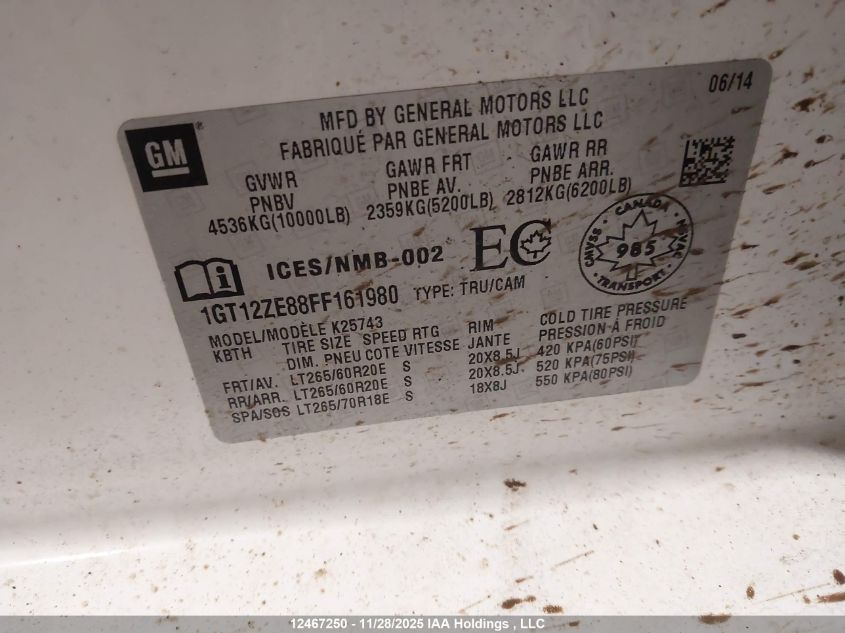 06/14
MFD BY GENERAL MOTORS LLC
FABRIQUÉ PAR GENERAL MOTORS LLC
GM
GVWR GAWR FRT GAWR RR
PNBV PNBE AV. PNBE ARR.
4536KG(10000LB) 2359KG(5200LB) 2812KG(6200LB)
ICES/NMB-002 EC
CANADA
CMVSS 985 NSVAC
TRANSPORT
1GT12ZE88FF161980 TYPE: TRU/CAM
MODEL/MODÈLE K25743
KBTH TIRE SIZE SPEED RTG RIM COLD TIRE PRESSURE
DIM. PNEU COTE VITESSE JANTE PRESSION À FROID
FRT/AV. LT265/60R20E S 20X8.5J 420 KPA(60PSI)
RR/ARR. LT265/60R20E S 20X8.5J 520 KPA(75PSI)
SPA/SOS LT265/70R18E S 18X8J 550 KPA(80PSI)
12467250 - 11/28/2025 IAA Holdings , LLC